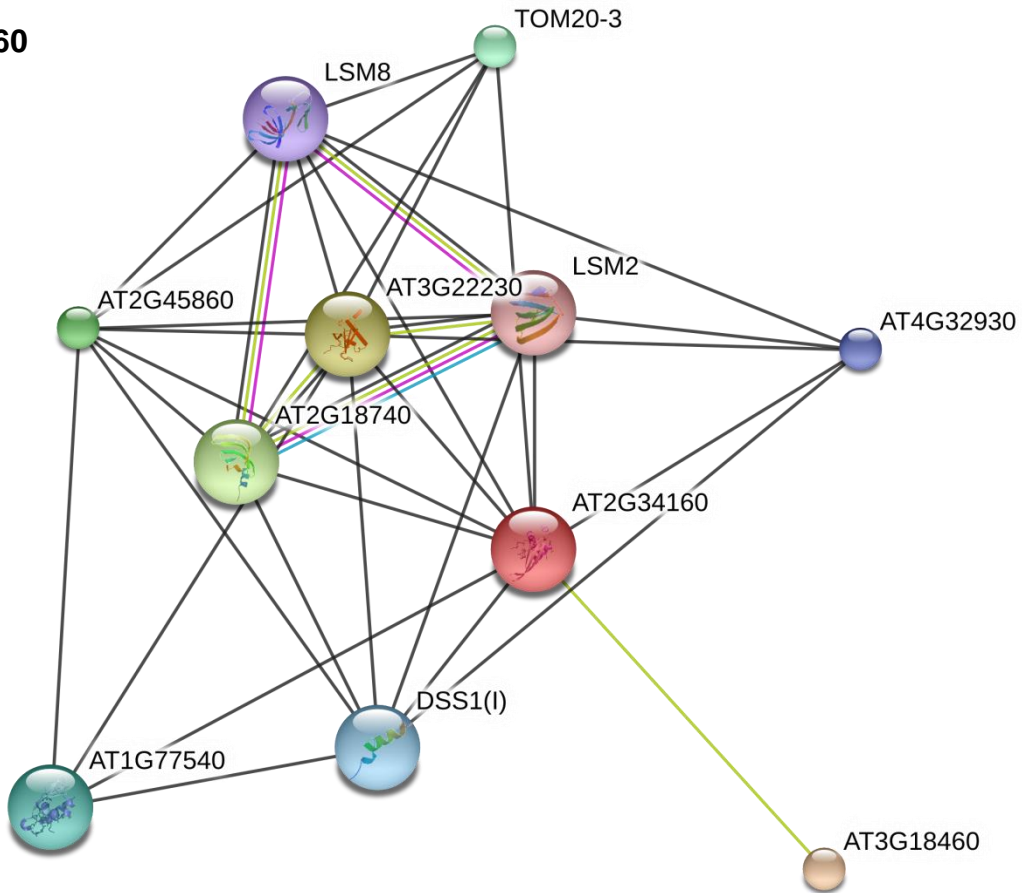 TOM20-3
60
LSM8
LSM2
AT3G22230
AT2G45860
AT4G32930
AT2G18740
AT2G34160
DSS1(I)
AT1G77540
AT3G18460